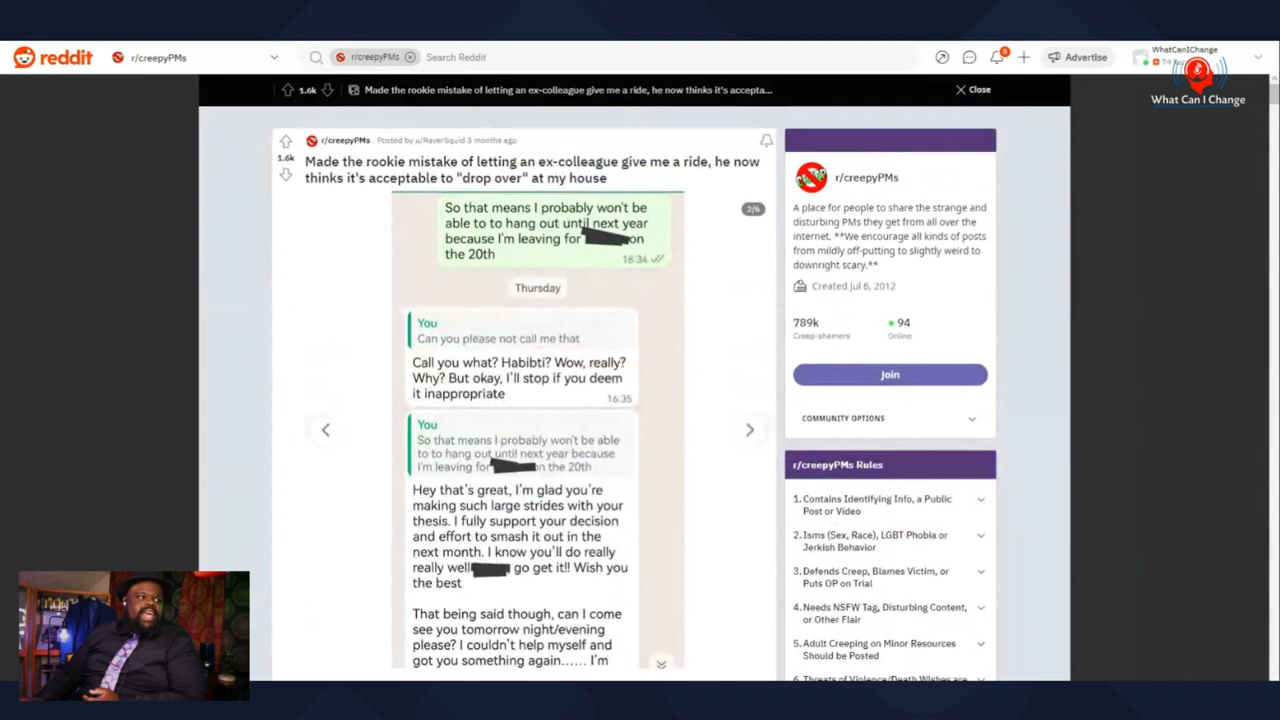 reddit
r/creepyPMs
r/creepyPMs
Search Reddit
5
Advertise
WhatCanIChange
What Can I Change
1.6k
Made the rookie mistake of letting an ex-colleague give me a ride, he now thinks it's accepta...
Close
r/creepyPMs · Posted by u/RaverSquid 3 months ago
1.6k
Made the rookie mistake of letting an ex-colleague give me a ride, he now
thinks it's acceptable to "drop over" at my house
2/6
So that means I probably won't be
able to to hang out until next year
because I'm leaving for on
the 20th
18:34
Thursday
You
Can you please not call me that
Call you what? Habibti? Wow, really?
Why? But okay, I'll stop if you deem
it inappropriate
16:35
You
So that means I probably won't be able
to to hang out until next year because
I'm leaving for on the 20th
Hey that's great, I'm glad you're
making such large strides with your
thesis. I fully support your decision
and effort to smash it out in the
next month. I know you'll do really
really well go get it!! Wish you
the best
That being said though, can I come
see you tomorrow night/evening
please? I couldn't help myself and
got you something again...... I'm
r/creepyPMs
A place for people to share the strange and
disturbing PMs they get from all over the
internet. **We encourage all kinds of posts
from mildly off-putting to slightly weird to
downright scary.**
Created Jul 6, 2012
789k
94
Creep-shamers
Online
Join
COMMUNITY OPTIONS
r/creepyPMs Rules
1. Contains Identifying Info, a Public
Post or Video
2. Isms (Sex, Race), LGBT Phobia or
Jerkish Behavior
3. Defends Creep, Blames Victim, or
Puts OP on Trial
4. Needs NSFW Tag, Disturbing Content,
or Other Flair
5. Adult Creeping on Minor Resources
Should be Posted
6. Threats of Violence/Death Wishes are